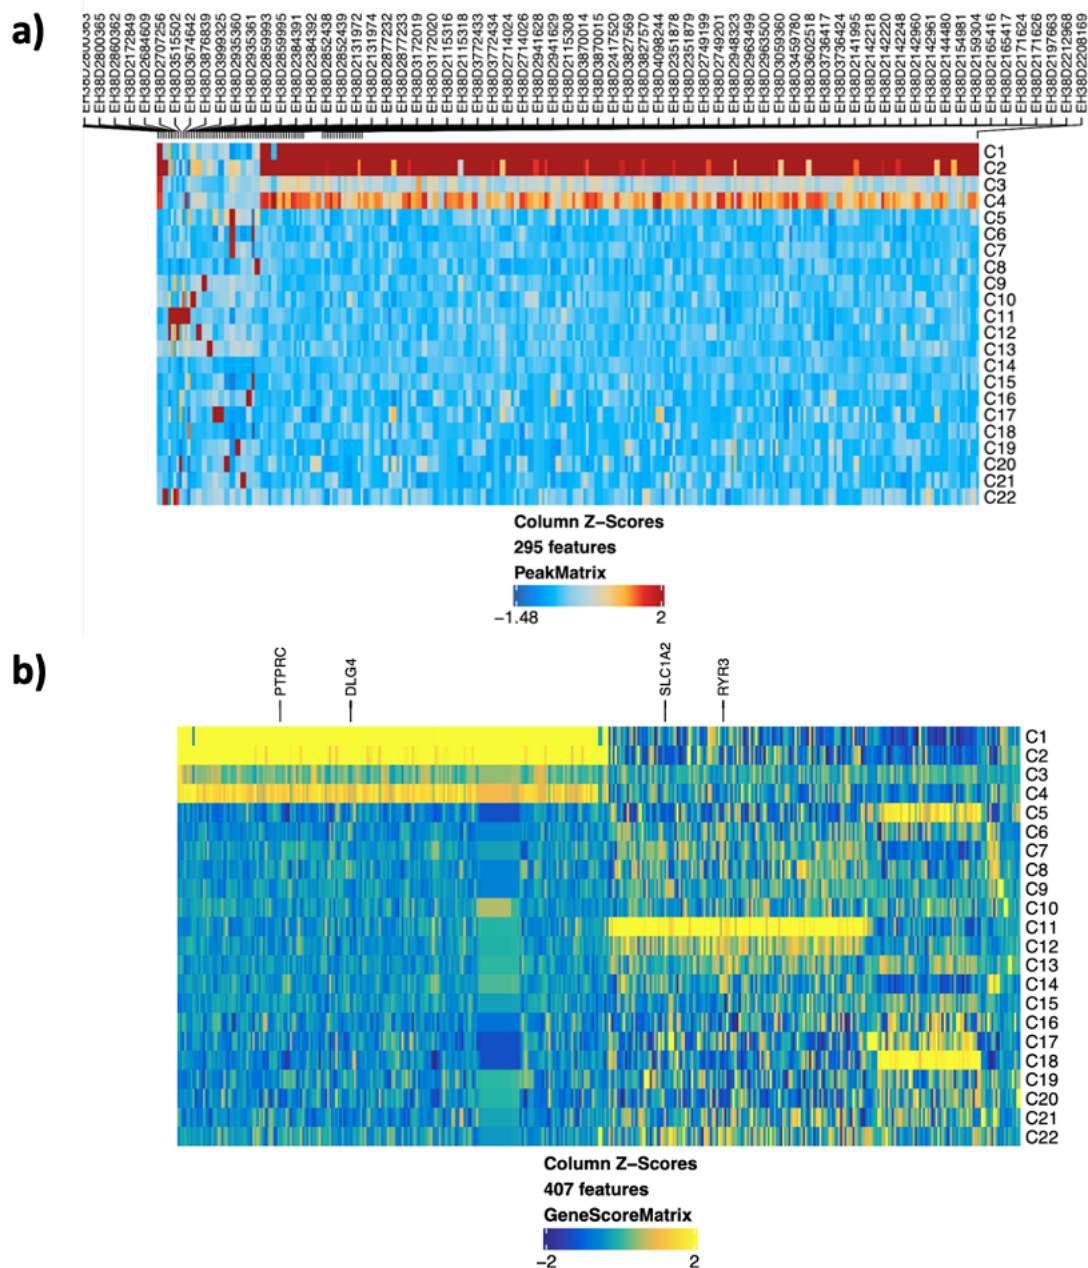 a)
EH38D2800365
EH38D2860362
EH38D2172849
EH38D2684609
EH38D2707256
EH38D3515502
EH38D3674642
EH38D3876839
EH38D3999325
EH38D2935360
EH38D2935361
EH38D2859993
EH38D2859995
EH38D2384391
EH38D2384392
EH38D2852438
EH38D2852439
EH38D2131972
EH38D2131974
EH38D2877232
EH38D2877233
EH38D3172019
EH38D3172020
EH38D2115316
EH38D2115318
EH38D3772433
EH38D3772434
EH38D2714024
EH38D2714026
EH38D2941628
EH38D2941629
EH38D2115308
EH38D3870014
EH38D3870015
EH38D2417520
EH38D3827569
EH38D3827570
EH38D4098244
EH38D2351878
EH38D2351879
EH38D2749199
EH38D2749201
EH38D2948323
EH38D2963499
EH38D2963500
EH38D3059360
EH38D3459780
EH38D3602518
EH38D3736417
EH38D3736424
EH38D2141995
EH38D2142218
EH38D2142220
EH38D2142248
EH38D2142960
EH38D2142961
EH38D2144480
EH38D2154981
EH38D2159304
EH38D2165416
EH38D2165417
EH38D2171624
EH38D2171626
EH38D2197663
EH38D2212968
EH38D2218169
C1
C2
C3
C4
C5
C6
C7
C8
C9
C10
C11
C12
C13
C14
C15
C16
C17
C18
C19
C20
C21
C22
Column Z–Scores
295 features
PeakMatrix
−1.48 2
b)
PTPRC
DLG4
SLC1A2
RYR3
C1
C2
C3
C4
C5
C6
C7
C8
C9
C10
C11
C12
C13
C14
C15
C16
C17
C18
C19
C20
C21
C22
Column Z–Scores
407 features
GeneScoreMatrix
−2 2